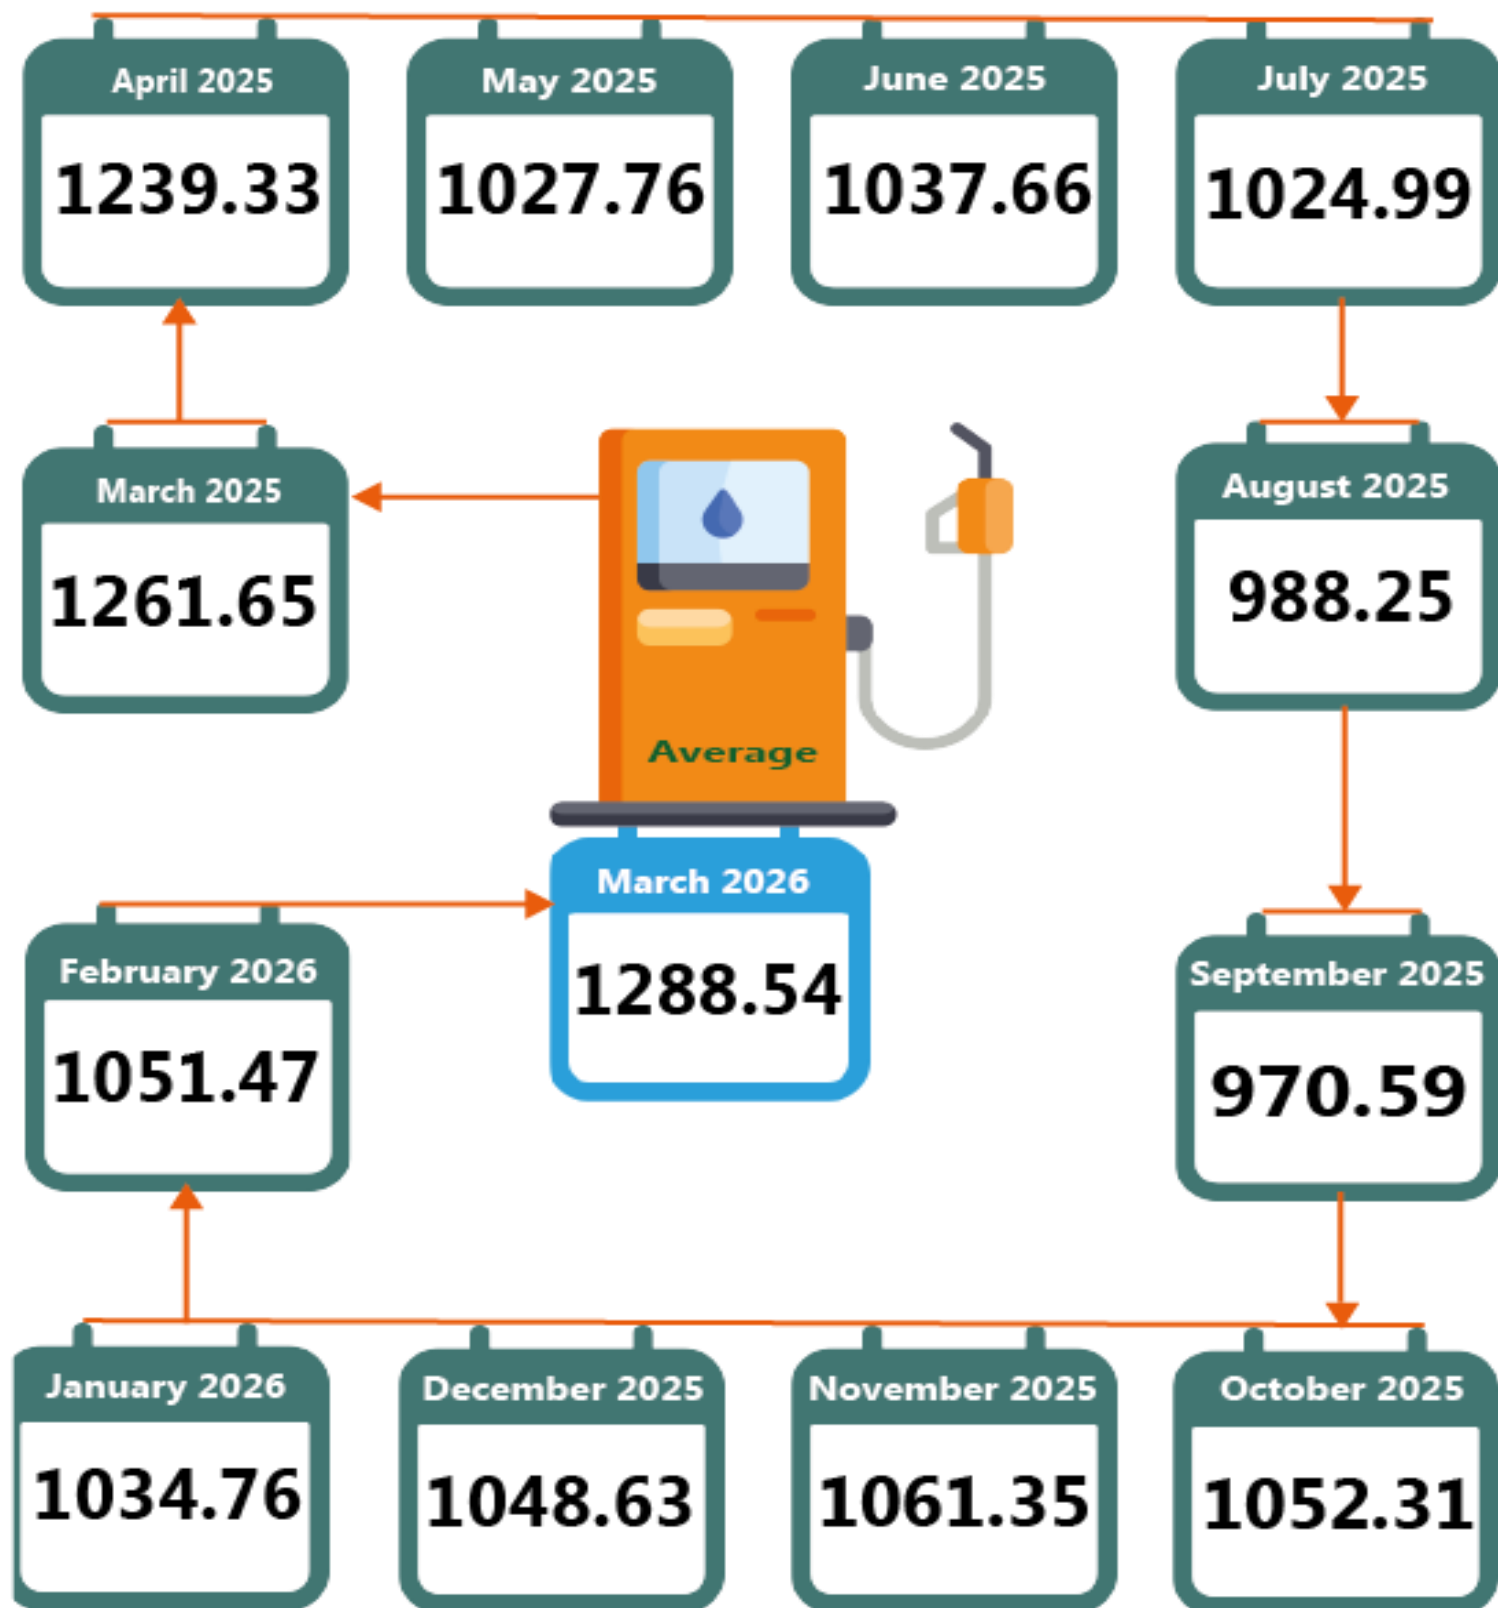 April 2025
1239.33
May 2025
1027.76
June 2025
1037.66
July 2025
1024.99
March 2025
1261.65
Average
August 2025
988.25
March 2026
1288.54
February 2026
1051.47
September 2025
970.59
January 2026
1034.76
December 2025
1048.63
November 2025
1061.35
October 2025
1052.31